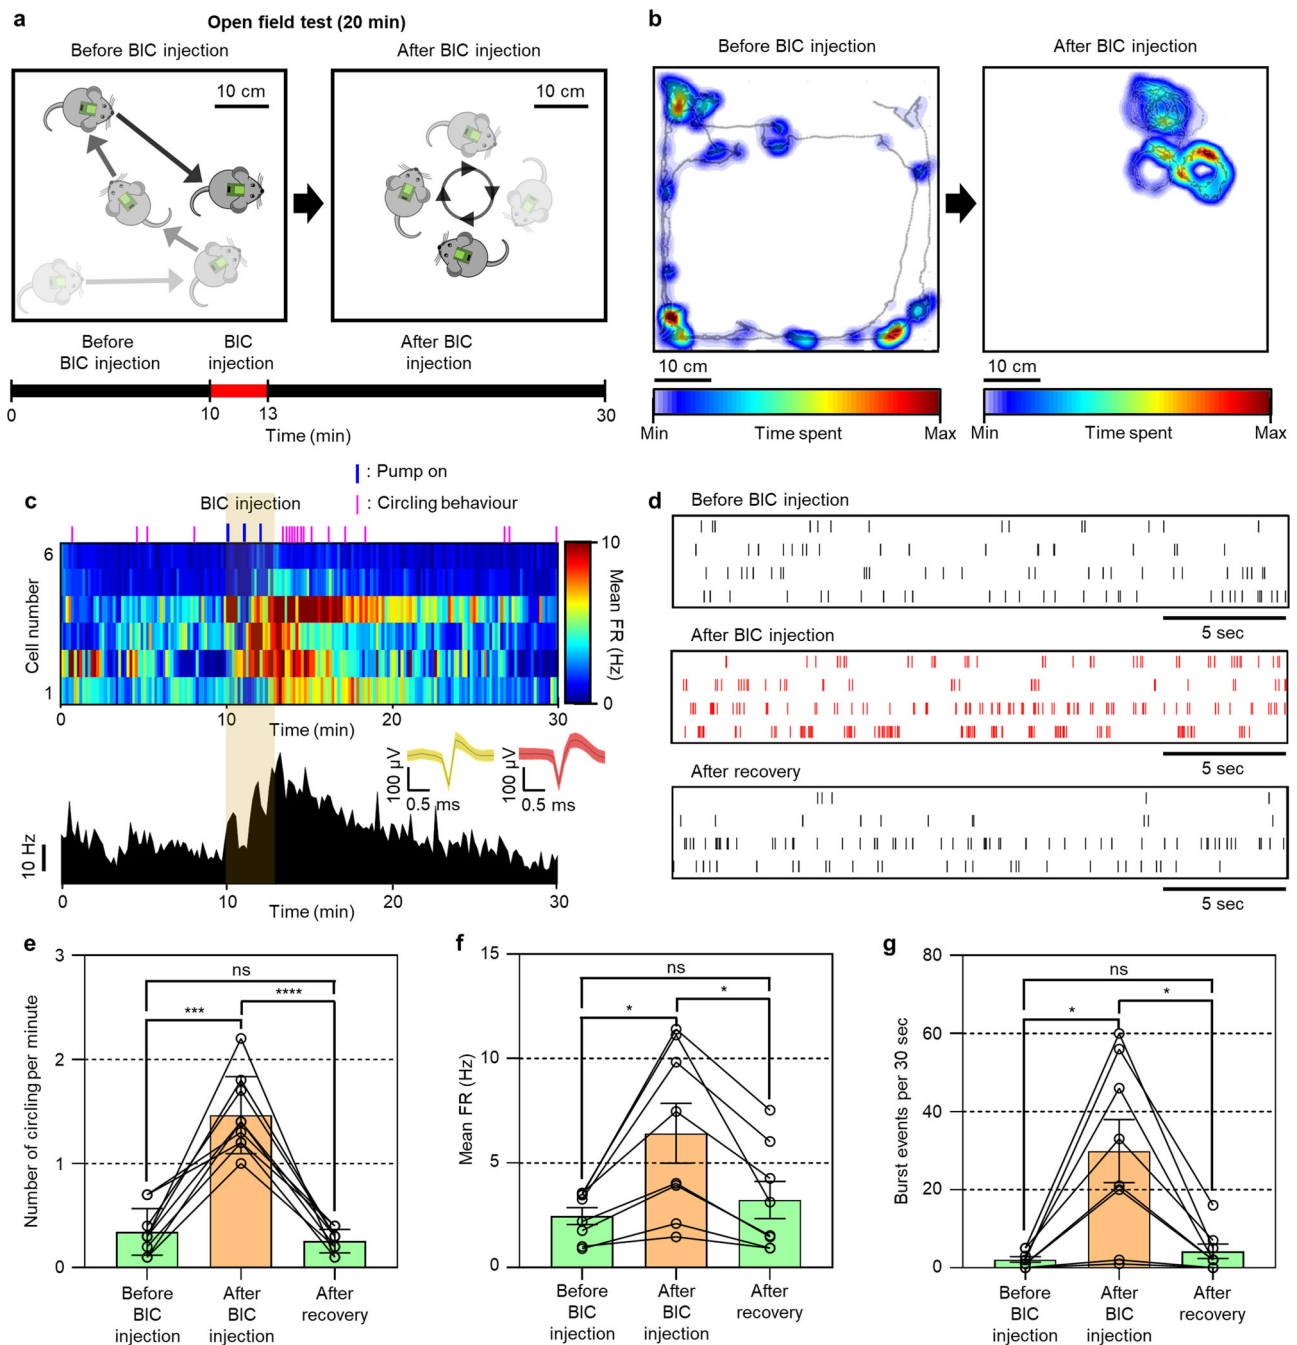 a
Open field test (20 min)
Before BIC injection
After BIC injection
10 cm
10 cm
Before
BIC injection
BIC
injection
After BIC
injection
0
10
13
30
Time (min)
b
Before BIC injection
After BIC injection
10 cm
10 cm
Min
Time spent
Max
Min
Time spent
Max
c
: Pump on
BIC injection
: Circling behaviour
6
1
Cell number
10
0
Mean FR (Hz)
0
10
20
30
Time (min)
100 µV
0.5 ms
100 µV
0.5 ms
10 Hz
0
10
20
30
Time (min)
d
Before BIC injection
5 sec
After BIC injection
5 sec
After recovery
5 sec
e
Number of circling per minute
3
2
1
0
ns
***
****
Before
BIC
injection
After
BIC
injection
After
recovery
f
Mean FR (Hz)
15
10
5
0
ns
*
*
Before
BIC
injection
After
BIC
injection
After
recovery
g
Burst events per 30 sec
80
60
40
20
0
ns
*
*
Before
BIC
injection
After
BIC
injection
After
recovery